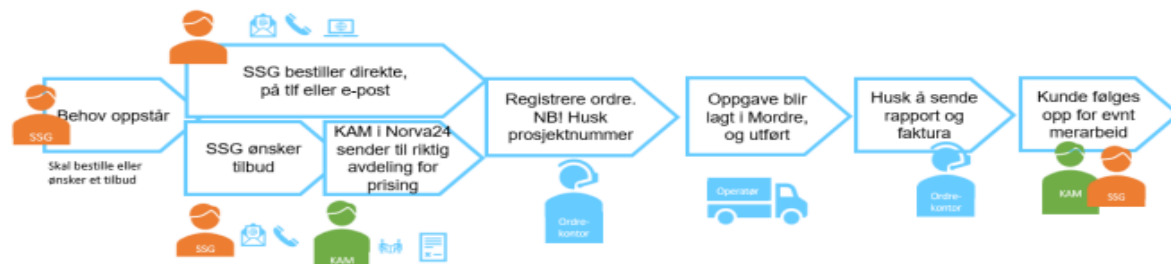 SSG
Behov oppstår
Skal bestille eller
ønsker et tilbud
SSG bestiller direkte,
på tlf eller e-post
SSG ønsker
tilbud
KAM i Norva24
sender til riktig
avdeling for
prising
SSG
KAM
Registrere ordre.
NB! Husk
prosjektnummer
Ordre-
kontor
Oppgave blir
lagt i Mordre,
og utført
Operatør
Husk å sende
rapport og
faktura
Ordre-
kontor
Kunde følges
opp for evnt
merarbeid
KAM
SSG